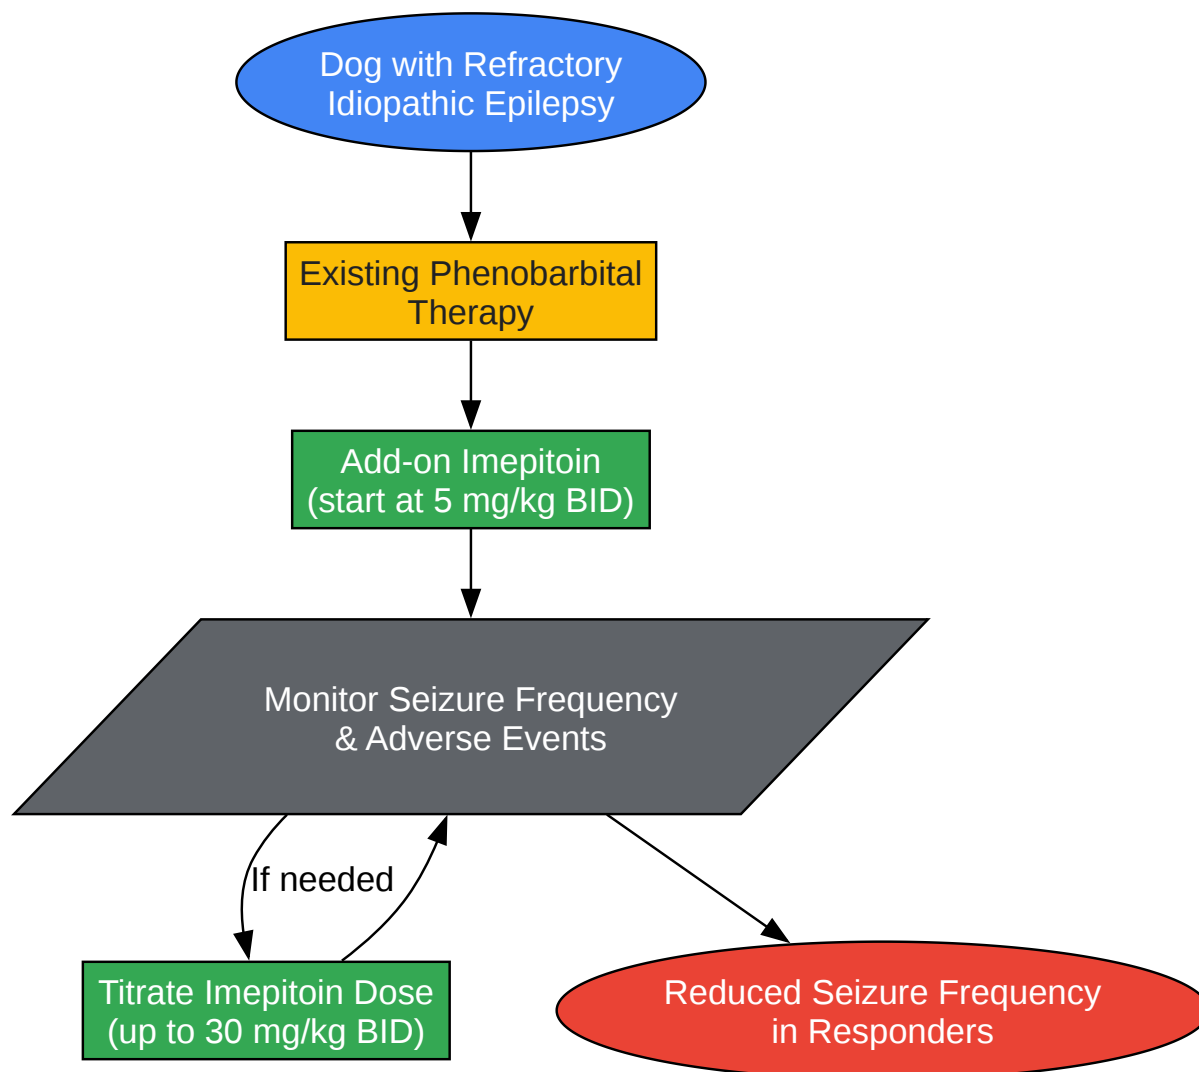 Dog with Refractory
Idiopathic Epilepsy
Existing Phenobarbital
Therapy
Add-on Imepitoin
(start at 5 mg/kg BID)
Monitor Seizure Frequency
& Adverse Events
If needed
Titrate Imepitoin Dose
(up to 30 mg/kg BID)
Reduced Seizure Frequency
in Responders